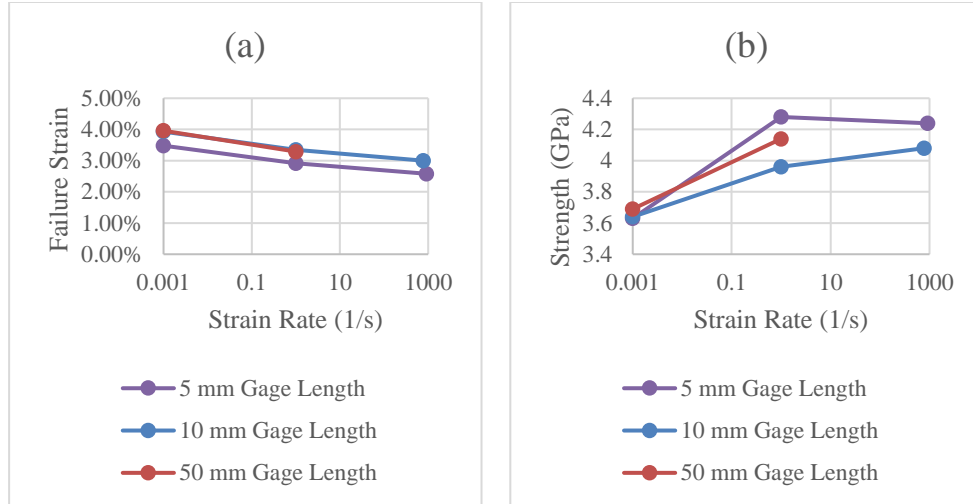 (a)
5.00%
4.00%
3.00%
2.00%
1.00%
0.00%
Failure Strain
0.001 0.1 10 1000
Strain Rate (1/s)
5 mm Gage Length
10 mm Gage Length
50 mm Gage Length
(b)
4.4
4.2
4
3.8
3.6
3.4
Strength (GPa)
0.001 0.1 10 1000
Strain Rate (1/s)
5 mm Gage Length
10 mm Gage Length
50 mm Gage Length